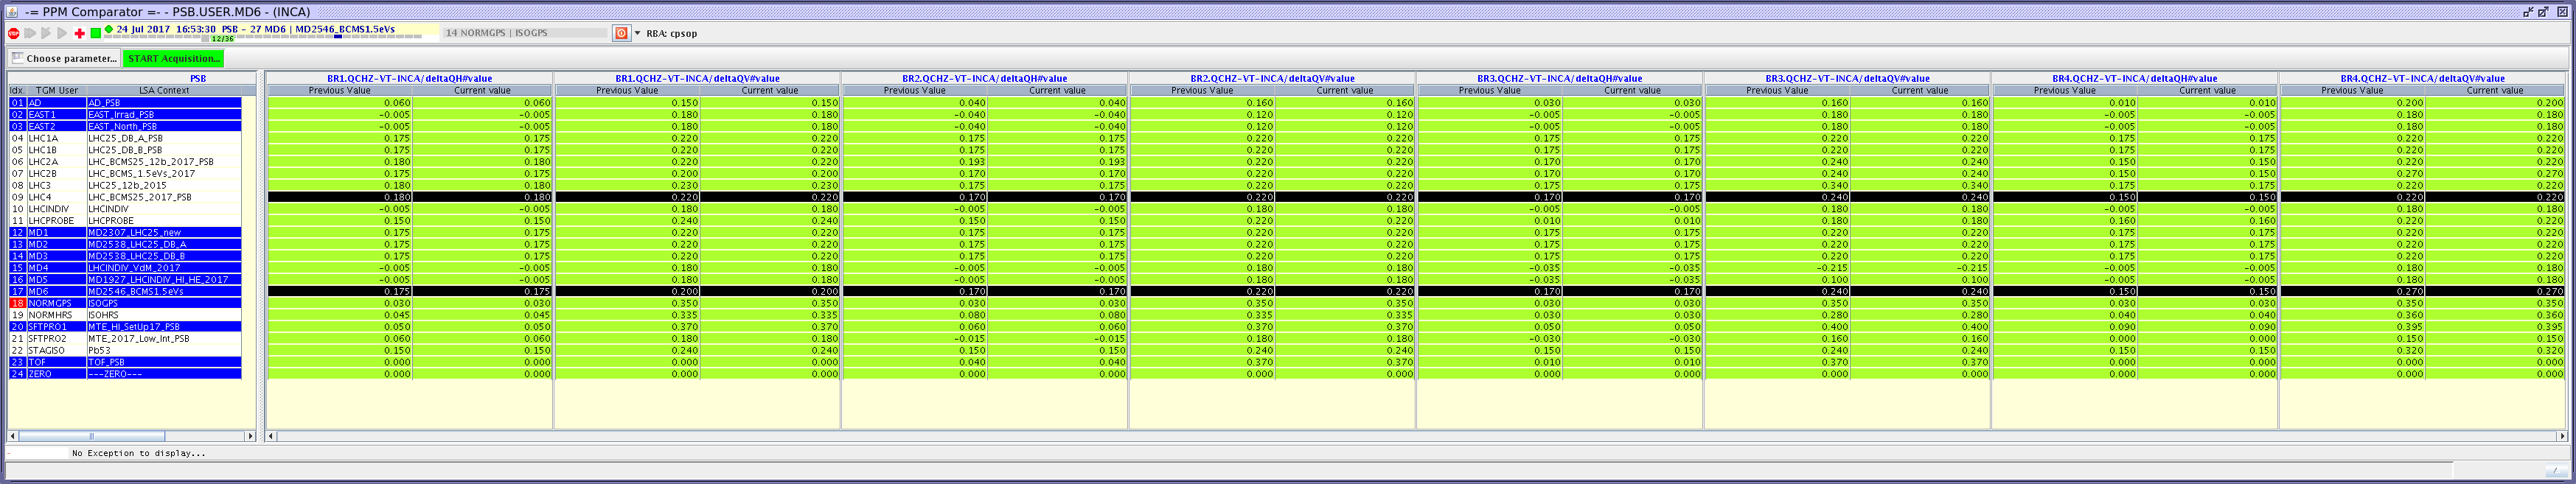 -= PPM Comparator =- - PSB.USER.MD6 - (INCA)
STOP 24 Jul 2017 16:53:30 PSB - 27 MD6 | MD2546_BCMS1.5eVs 14 NORMGPS | ISOGPS RBA: cpsop
12/36
Choose parameter... START Acquisition...
PSB BR1.QCHZ-VT-INCA/deltaQH#value BR1.QCHZ-VT-INCA/deltaQV#value BR2.QCHZ-VT-INCA/deltaQH#value BR2.QCHZ-VT-INCA/deltaQV#value BR3.QCHZ-VT-INCA/deltaQH#value BR3.QCHZ-VT-INCA/deltaQV#value BR4.QCHZ-VT-INCA/deltaQH#value BR4.QCHZ-VT-INCA/deltaQV#value
Idx. TGM User LSA Context Previous Value Current value Previous Value Current value Previous Value Current value Previous Value Current value Previous Value Current value Previous Value Current value Previous Value Current value Previous Value Current value
01 AD AD_PSB 0.060 0.060 0.150 0.150 0.040 0.040 0.160 0.160 0.030 0.030 0.160 0.160 0.010 0.010 0.200 0.200
02 EAST1 EAST_Irrad_PSB -0.005 -0.005 0.180 0.180 -0.040 -0.040 0.120 0.120 -0.005 -0.005 0.180 0.180 -0.005 -0.005 0.180 0.180
03 EAST2 EAST_North_PSB -0.005 -0.005 0.180 0.180 -0.040 -0.040 0.120 0.120 -0.005 -0.005 0.180 0.180 -0.005 -0.005 0.180 0.180
04 LHC1A LHC25_DB_A_PSB 0.175 0.175 0.220 0.220 0.175 0.175 0.220 0.220 0.175 0.175 0.220 0.220 0.175 0.175 0.220 0.220
05 LHC1B LHC25_DB_B_PSB 0.175 0.175 0.220 0.220 0.175 0.175 0.220 0.220 0.175 0.175 0.220 0.220 0.175 0.175 0.220 0.220
06 LHC2A LHC_BCMS25_12b_2017_PSB 0.180 0.180 0.220 0.220 0.193 0.193 0.220 0.220 0.170 0.170 0.240 0.240 0.150 0.150 0.220 0.220
07 LHC2B LHC_BCMS_1.5eVs_2017 0.175 0.175 0.200 0.200 0.170 0.170 0.220 0.220 0.170 0.170 0.240 0.240 0.150 0.150 0.270 0.270
08 LHC3 LHC25_12b_2015 0.180 0.180 0.230 0.230 0.175 0.175 0.220 0.220 0.175 0.175 0.340 0.340 0.175 0.175 0.220 0.220
09 LHC4 LHC_BCMS25_2017_PSB 0.180 0.180 0.220 0.220 0.170 0.170 0.220 0.220 0.170 0.170 0.240 0.240 0.150 0.150 0.220 0.220
10 LHCINDIV LHCINDIV -0.005 -0.005 0.180 0.180 -0.005 -0.005 0.180 0.180 -0.005 -0.005 0.180 0.180 -0.005 -0.005 0.180 0.180
11 LHCPROBE LHCPROBE 0.150 0.150 0.240 0.240 0.150 0.150 0.220 0.220 0.010 0.010 0.180 0.180 0.160 0.160 0.220 0.220
12 MD1 MD2307_LHC25_new 0.175 0.175 0.220 0.220 0.175 0.175 0.220 0.220 0.175 0.175 0.220 0.220 0.175 0.175 0.220 0.220
13 MD2 MD2538_LHC25_DB_A 0.175 0.175 0.220 0.220 0.175 0.175 0.220 0.220 0.175 0.175 0.220 0.220 0.175 0.175 0.220 0.220
14 MD3 MD2538_LHC25_DB_B 0.175 0.175 0.220 0.220 0.175 0.175 0.220 0.220 0.175 0.175 0.220 0.220 0.175 0.175 0.220 0.220
15 MD4 LHCINDIV_VdM_2017 -0.005 -0.005 0.180 0.180 -0.005 -0.005 0.180 0.180 -0.035 -0.035 -0.215 -0.215 -0.005 -0.005 0.180 0.180
16 MD5 MD1927_LHCINDIV_HI_HE_2017 -0.005 -0.005 0.180 0.180 -0.005 -0.005 0.180 0.180 -0.035 -0.035 0.100 0.100 -0.005 -0.005 0.180 0.180
17 MD6 MD2546_BCMS1.5eVs 0.175 0.175 0.200 0.200 0.170 0.170 0.220 0.220 0.170 0.170 0.240 0.240 0.150 0.150 0.270 0.270
18 NORMGPS ISOGPS 0.030 0.030 0.350 0.350 0.030 0.030 0.350 0.350 0.030 0.030 0.350 0.350 0.030 0.030 0.350 0.350
19 NORMHRS ISOHRS 0.045 0.045 0.335 0.335 0.080 0.080 0.335 0.335 0.030 0.030 0.280 0.280 0.040 0.040 0.360 0.360
20 SFTPRO1 MTE_HI_SetUp17_PSB 0.050 0.050 0.370 0.370 0.060 0.060 0.370 0.370 0.050 0.050 0.400 0.400 0.090 0.090 0.395 0.395
21 SFTPRO2 MTE_2017_Low_Int_PSB 0.060 0.060 0.180 0.180 -0.015 -0.015 0.180 0.180 -0.030 -0.030 0.160 0.160 0.000 0.000 0.150 0.150
22 STAGISO Pb53 0.150 0.150 0.240 0.240 0.150 0.150 0.240 0.240 0.150 0.150 0.240 0.240 0.150 0.150 0.320 0.320
23 TOF TOF_PSB 0.000 0.000 0.000 0.000 0.040 0.040 0.370 0.370 0.010 0.010 0.370 0.370 0.000 0.000 0.000 0.000
24 ZERO ---ZERO--- 0.000 0.000 0.000 0.000 0.000 0.000 0.000 0.000 0.000 0.000 0.000 0.000 0.000 0.000 0.000 0.000
- No Exception to display...